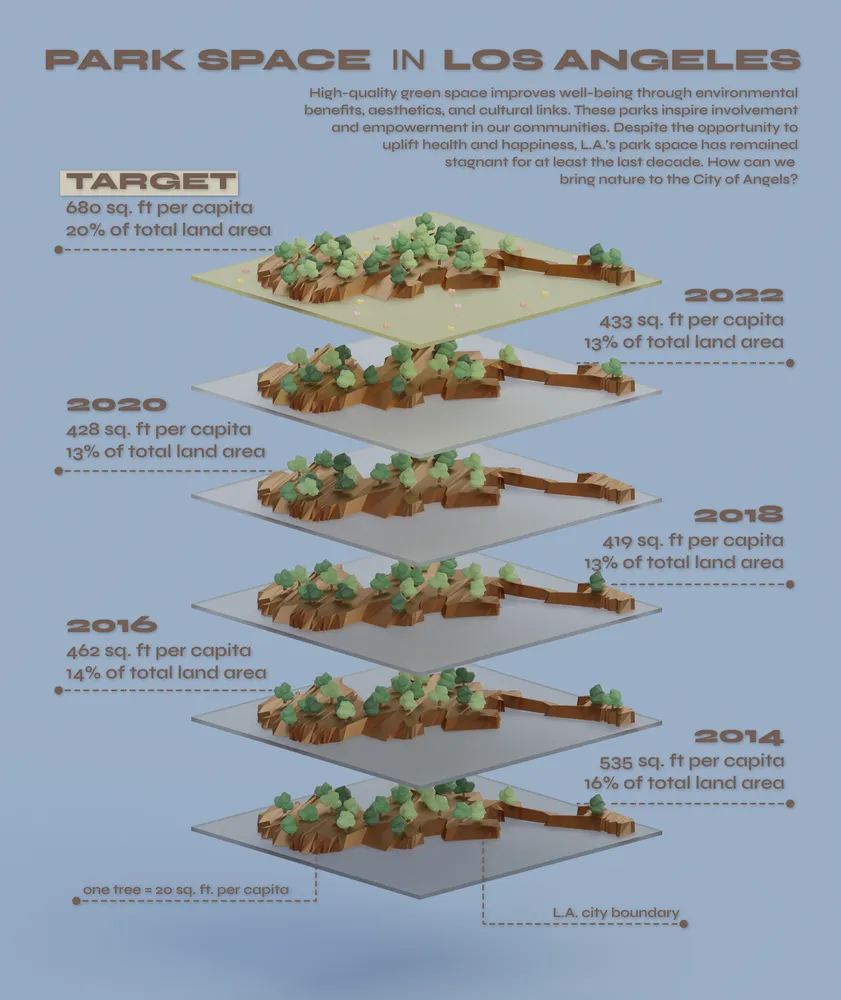 PARK SPACE IN LOS ANGELES
High-quality green space improves well-being through environmental
benefits, aesthetics, and cultural links. These parks inspire involvement
and empowerment in our communities. Despite the opportunity to
uplift health and happiness, L.A.'s park space has remained
stagnant for at least the last decade. How can we
bring nature to the City of Angels?
TARGET
680 sq. ft per capita
20% of total land area
2022
433 sq. ft per capita
13% of total land area
2020
428 sq. ft per capita
13% of total land area
2018
419 sq. ft per capita
13% of total land area
2016
462 sq. ft per capita
14% of total land area
2014
535 sq. ft per capita
16% of total land area
one tree = 20 sq. ft. per capita
L.A. city boundary